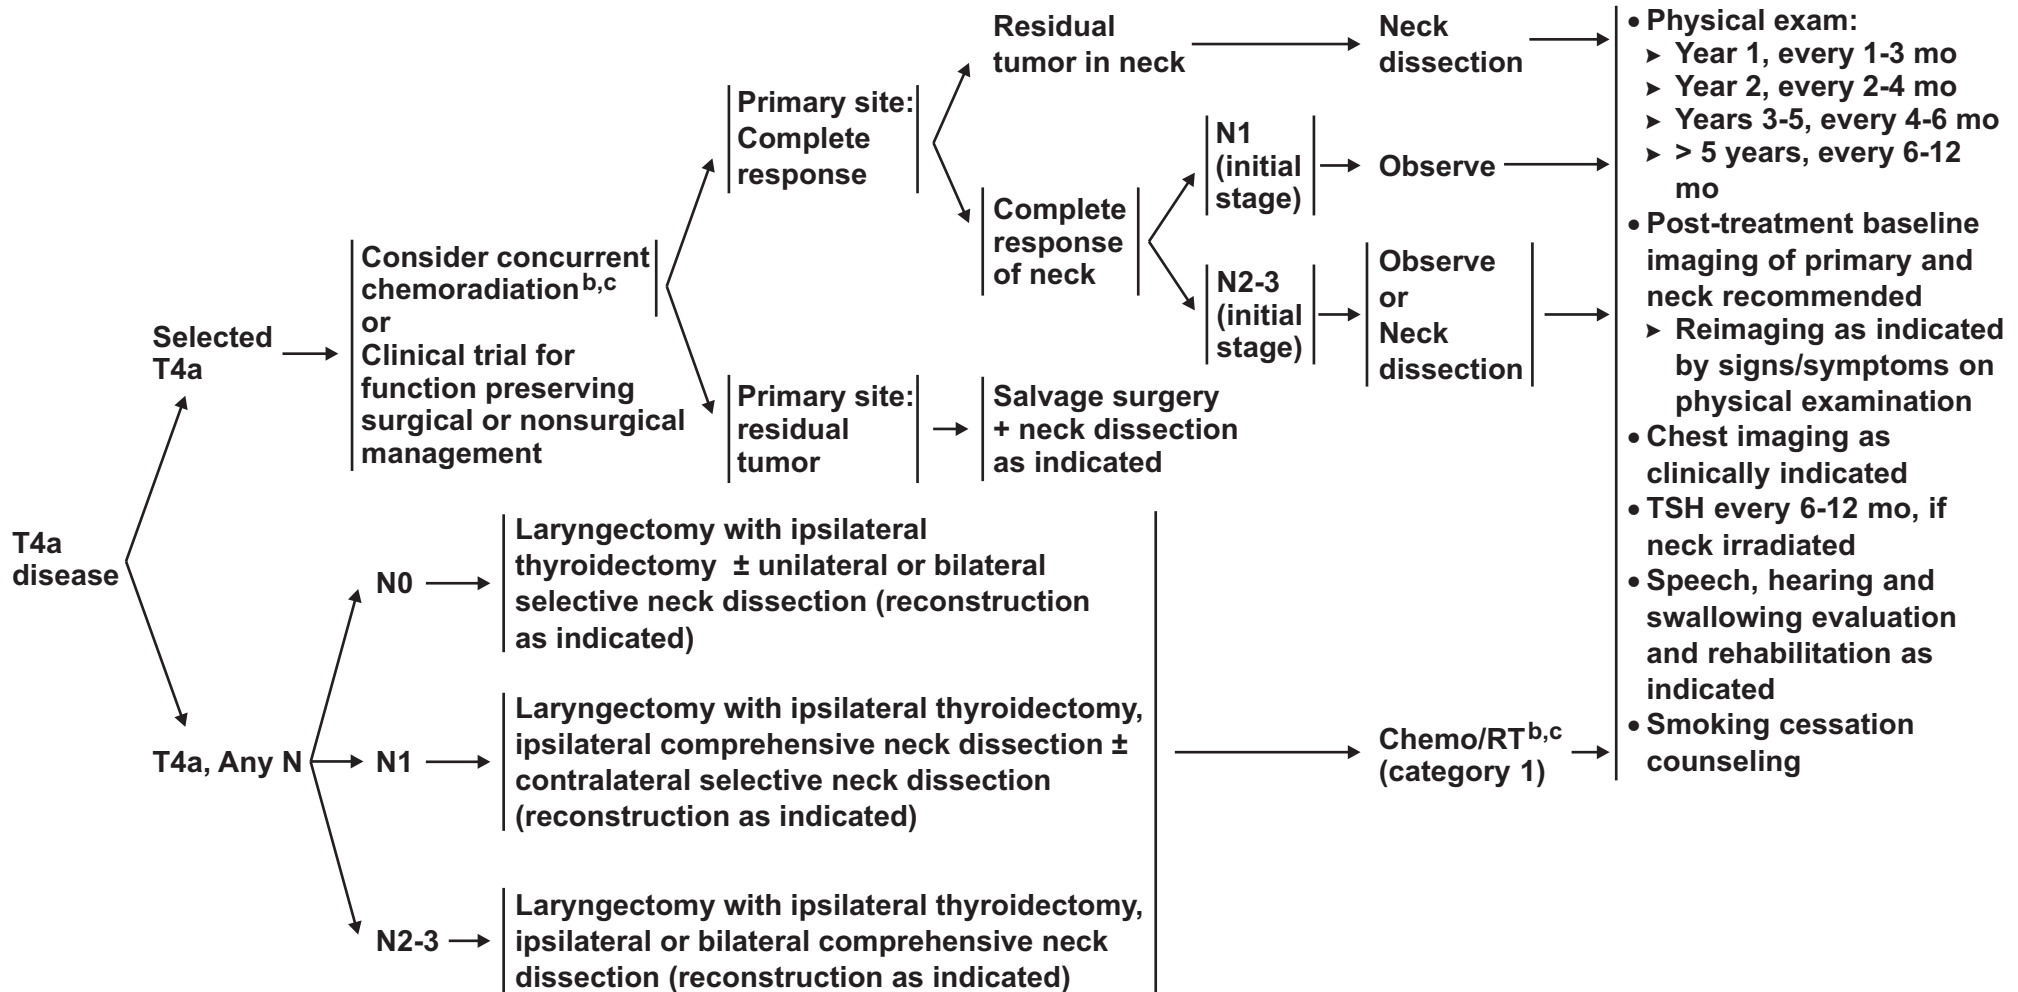 T4a
disease
Selected
T4a
Consider concurrent
chemoradiation b,c
or
Clinical trial for
function preserving
surgical or nonsurgical
management
Primary site:
Complete
response
Residual
tumor in neck
Neck
dissection
Complete
response
of neck
N1
(initial
stage)
Observe
N2-3
(initial
stage)
Observe
or
Neck
dissection
Primary site:
residual
tumor
Salvage surgery
+ neck dissection
as indicated
T4a, Any N
N0
Laryngectomy with ipsilateral
thyroidectomy ± unilateral or bilateral
selective neck dissection (reconstruction
as indicated)
N1
Laryngectomy with ipsilateral thyroidectomy,
ipsilateral comprehensive neck dissection ±
contralateral selective neck dissection
(reconstruction as indicated)
N2-3
Laryngectomy with ipsilateral thyroidectomy,
ipsilateral or bilateral comprehensive neck
dissection (reconstruction as indicated)
Chemo/RT b,c
(category 1)
• Physical exam:
➤ Year 1, every 1-3 mo
➤ Year 2, every 2-4 mo
➤ Years 3-5, every 4-6 mo
➤ > 5 years, every 6-12
mo
• Post-treatment baseline
imaging of primary and
neck recommended
➤ Reimaging as indicated
by signs/symptoms on
physical examination
• Chest imaging as
clinically indicated
• TSH every 6-12 mo, if
neck irradiated
• Speech, hearing and
swallowing evaluation
and rehabilitation as
indicated
• Smoking cessation
counseling